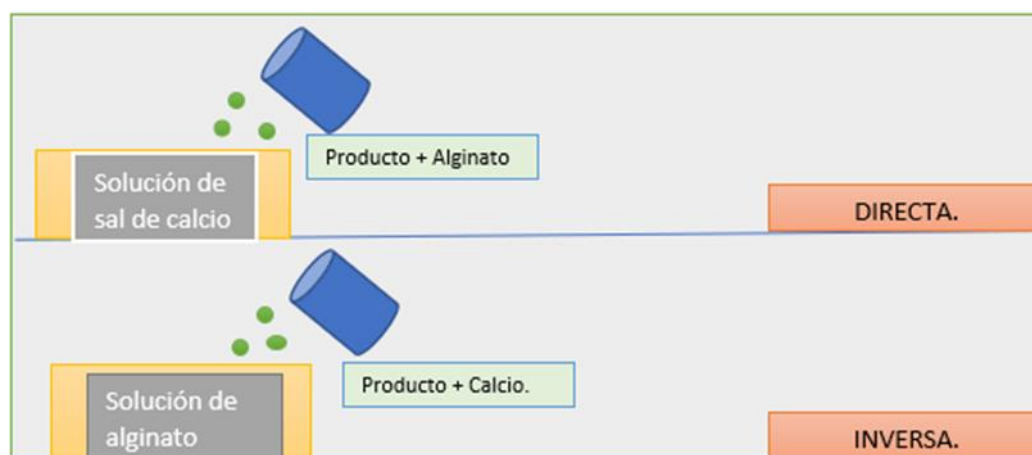 Producto + Alginato
Solución de
sal de calcio
DIRECTA.
Producto + Calcio.
Solución de
alginato
INVERSA.